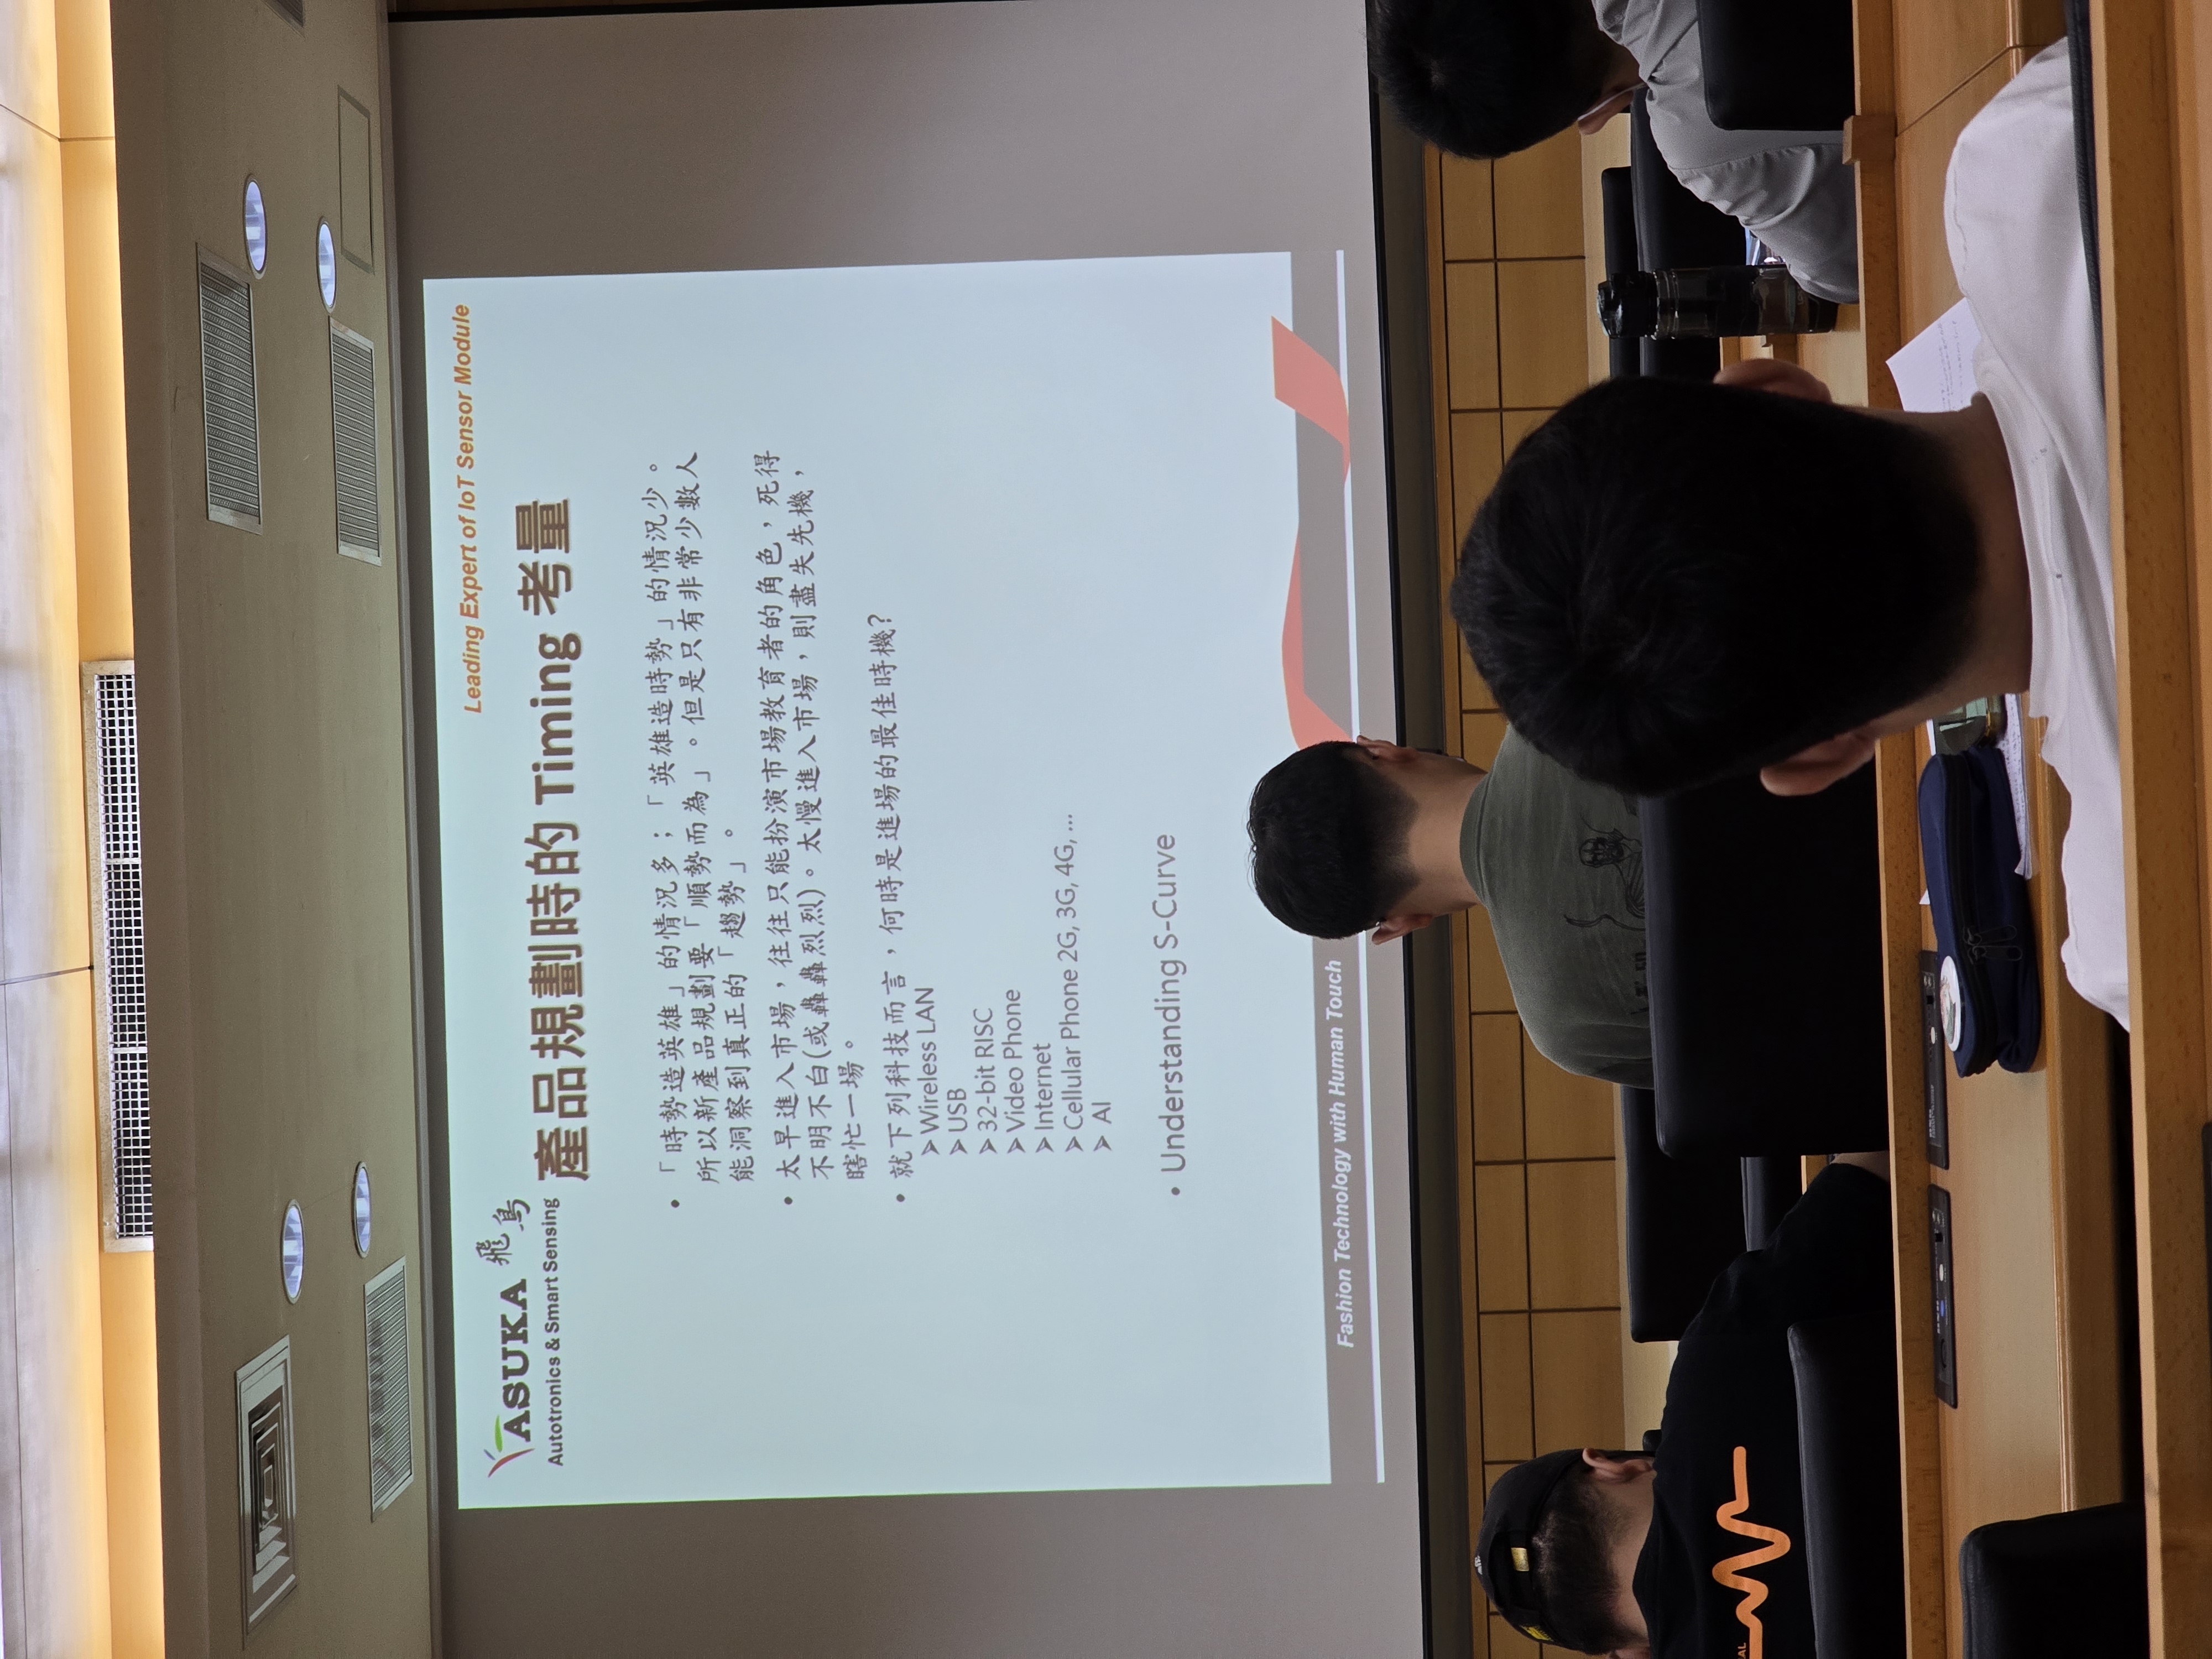 Leading Expert of IoT Sensor Module
ASUKA 飛鳥
Autotronics & Smart Sensing
產品規劃時的 Timing 考量
• 「時勢造英雄」的情況多；「英雄造時勢」的情況少。
所以新產品規劃要「順勢而為」。但是只有非常少數人
能洞察到真正的「趨勢」。
• 太早進入市場，往往只能扮演市場教育者的角色，死得
不明不白(或轟轟烈烈)。太慢進入市場，則盡失先機，
瞎忙一場。
• 就下列科技而言，何時是進場的最佳時機?
➢ Wireless LAN
➢ USB
➢ 32-bit RISC
➢ Video Phone
➢ Internet
➢ Cellular Phone 2G, 3G, 4G, ...
➢ AI
• Understanding S-Curve
Fashion Technology with Human Touch